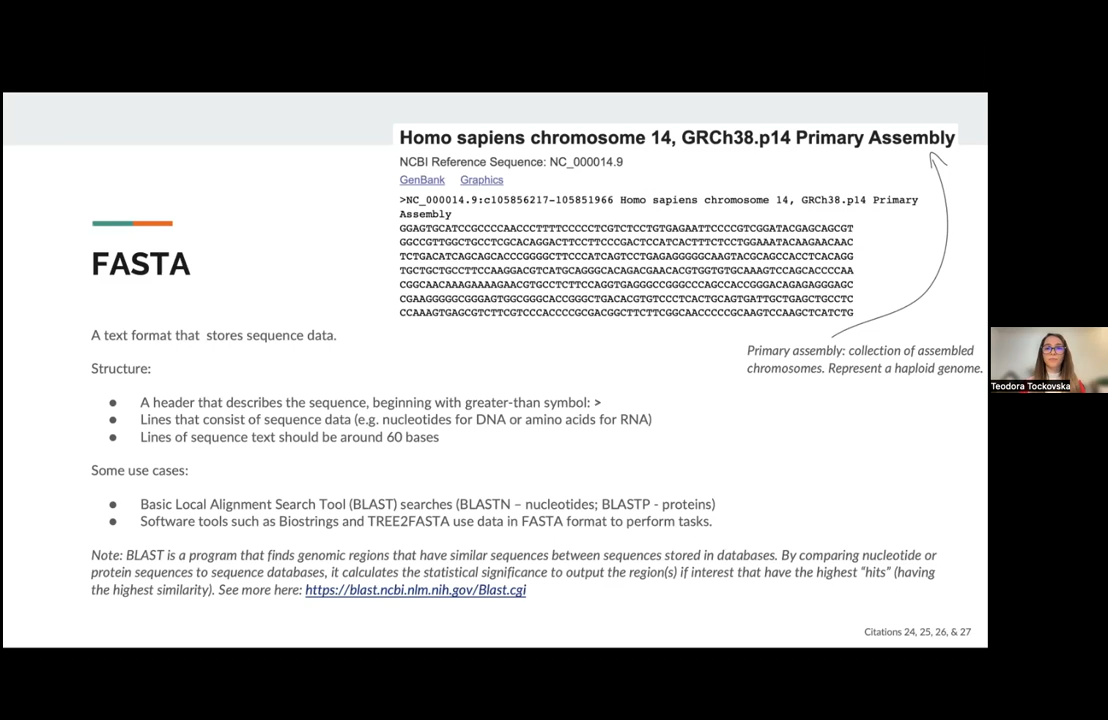 Homo sapiens chromosome 14, GRCh38.p14 Primary Assembly
NCBI Reference Sequence: NC_000014.9
GenBank Graphics
>NC_000014.9:c105856217-105851966 Homo sapiens chromosome 14, GRCh38.p14 Primary
Assembly
GGAGTGCATCCGCCCCAACCCTTTTCCCCCTCGTCTCCTGTGAGAATTCCCCGTCGGATACGAGCAGCGT
GGCCGTTGGCTGCCTCGCACAGGACTTCCTTCCCGACTCCATCACTTTCTCCTGGAAATACAAGAACAAC
TCTGACATCAGCAGCACCCGGGGCTTCCCATCAGTCCTGAGAGGGGGCAAGTACGCAGCCACCTCACAGG
TGCTGCTGCCTTCCAAGGACGTCATGCAGGGCACAGACGAACACGTGGTGTGCAAAGTCCAGCACCCCAA
CGGCAACAAAGAAAAGAACGTGCCTCTTCCAGGTGAGGGCCGGGCCCAGCCACCGGGACAGAGAGGGAGC
CGAAGGGGGCGGGAGTGGCGGGCACCGGGCTGACACGTGTCCCTCACTGCAGTGATTGCTGAGCTGCCTC
CCAAAGTGAGCGTCTTCGTCCCACCCCGCGACGGCTTCTTCGGCAACCCCCGCAAGTCCAAGCTCATCTG
FASTA
A text format that stores sequence data.
Primary assembly: collection of assembled
chromosomes. Represent a haploid genome.
Teodora Tockovska
Structure:
● A header that describes the sequence, beginning with greater-than symbol: >
● Lines that consist of sequence data (e.g. nucleotides for DNA or amino acids for RNA)
● Lines of sequence text should be around 60 bases
Some use cases:
● Basic Local Alignment Search Tool (BLAST) searches (BLASTN – nucleotides; BLASTP - proteins)
● Software tools such as Biostrings and TREE2FASTA use data in FASTA format to perform tasks.
Note: BLAST is a program that finds genomic regions that have similar sequences between sequences stored in databases. By comparing nucleotide or
protein sequences to sequence databases, it calculates the statistical significance to output the region(s) if interest that have the highest “hits” (having
the highest similarity). See more here: https://blast.ncbi.nlm.nih.gov/Blast.cgi
Citations 24, 25, 26, & 27